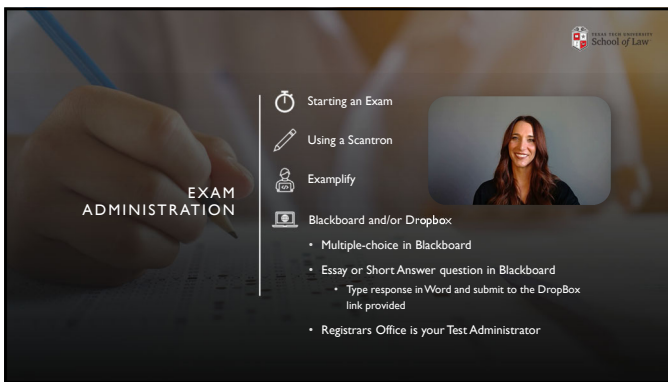 TEXAS TECH UNIVERSITY
School of Law
EXAM
ADMINISTRATION
Starting an Exam
Using a Scantron
Examplify
Blackboard and/or Dropbox
• Multiple-choice in Blackboard
• Essay or Short Answer question in Blackboard
• Type response in Word and submit to the DropBox
link provided
• Registrars Office is your Test Administrator